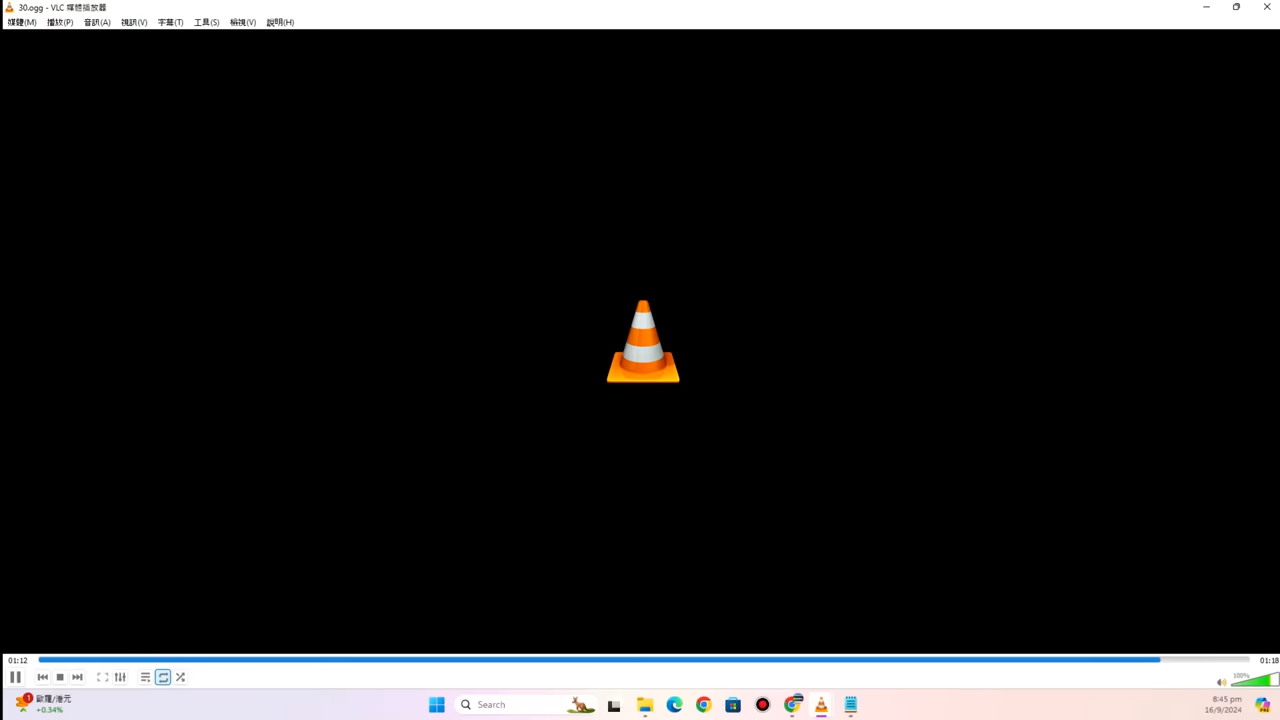 30.ogg - VLC 媒體播放器
媒體(M) 播放(P) 音訊(A) 視訊(V) 字幕(T) 工具(S) 檢視(V) 說明(H)
01:12
01:18
100%
1
歐羅/港元
+0.34%
Search
8:45 pm
16/9/2024